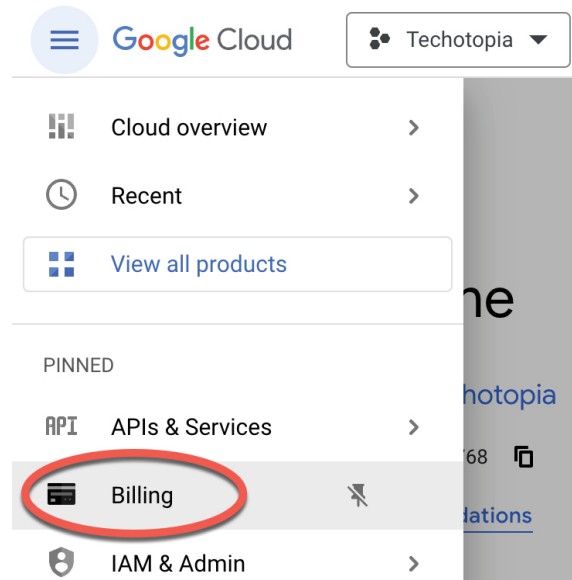 Google Cloud
Techotopia
Cloud overview
Recent
View all products
ne
PINNED
hotopia
API APIs & Services
68
Billing
dations
IAM & Admin